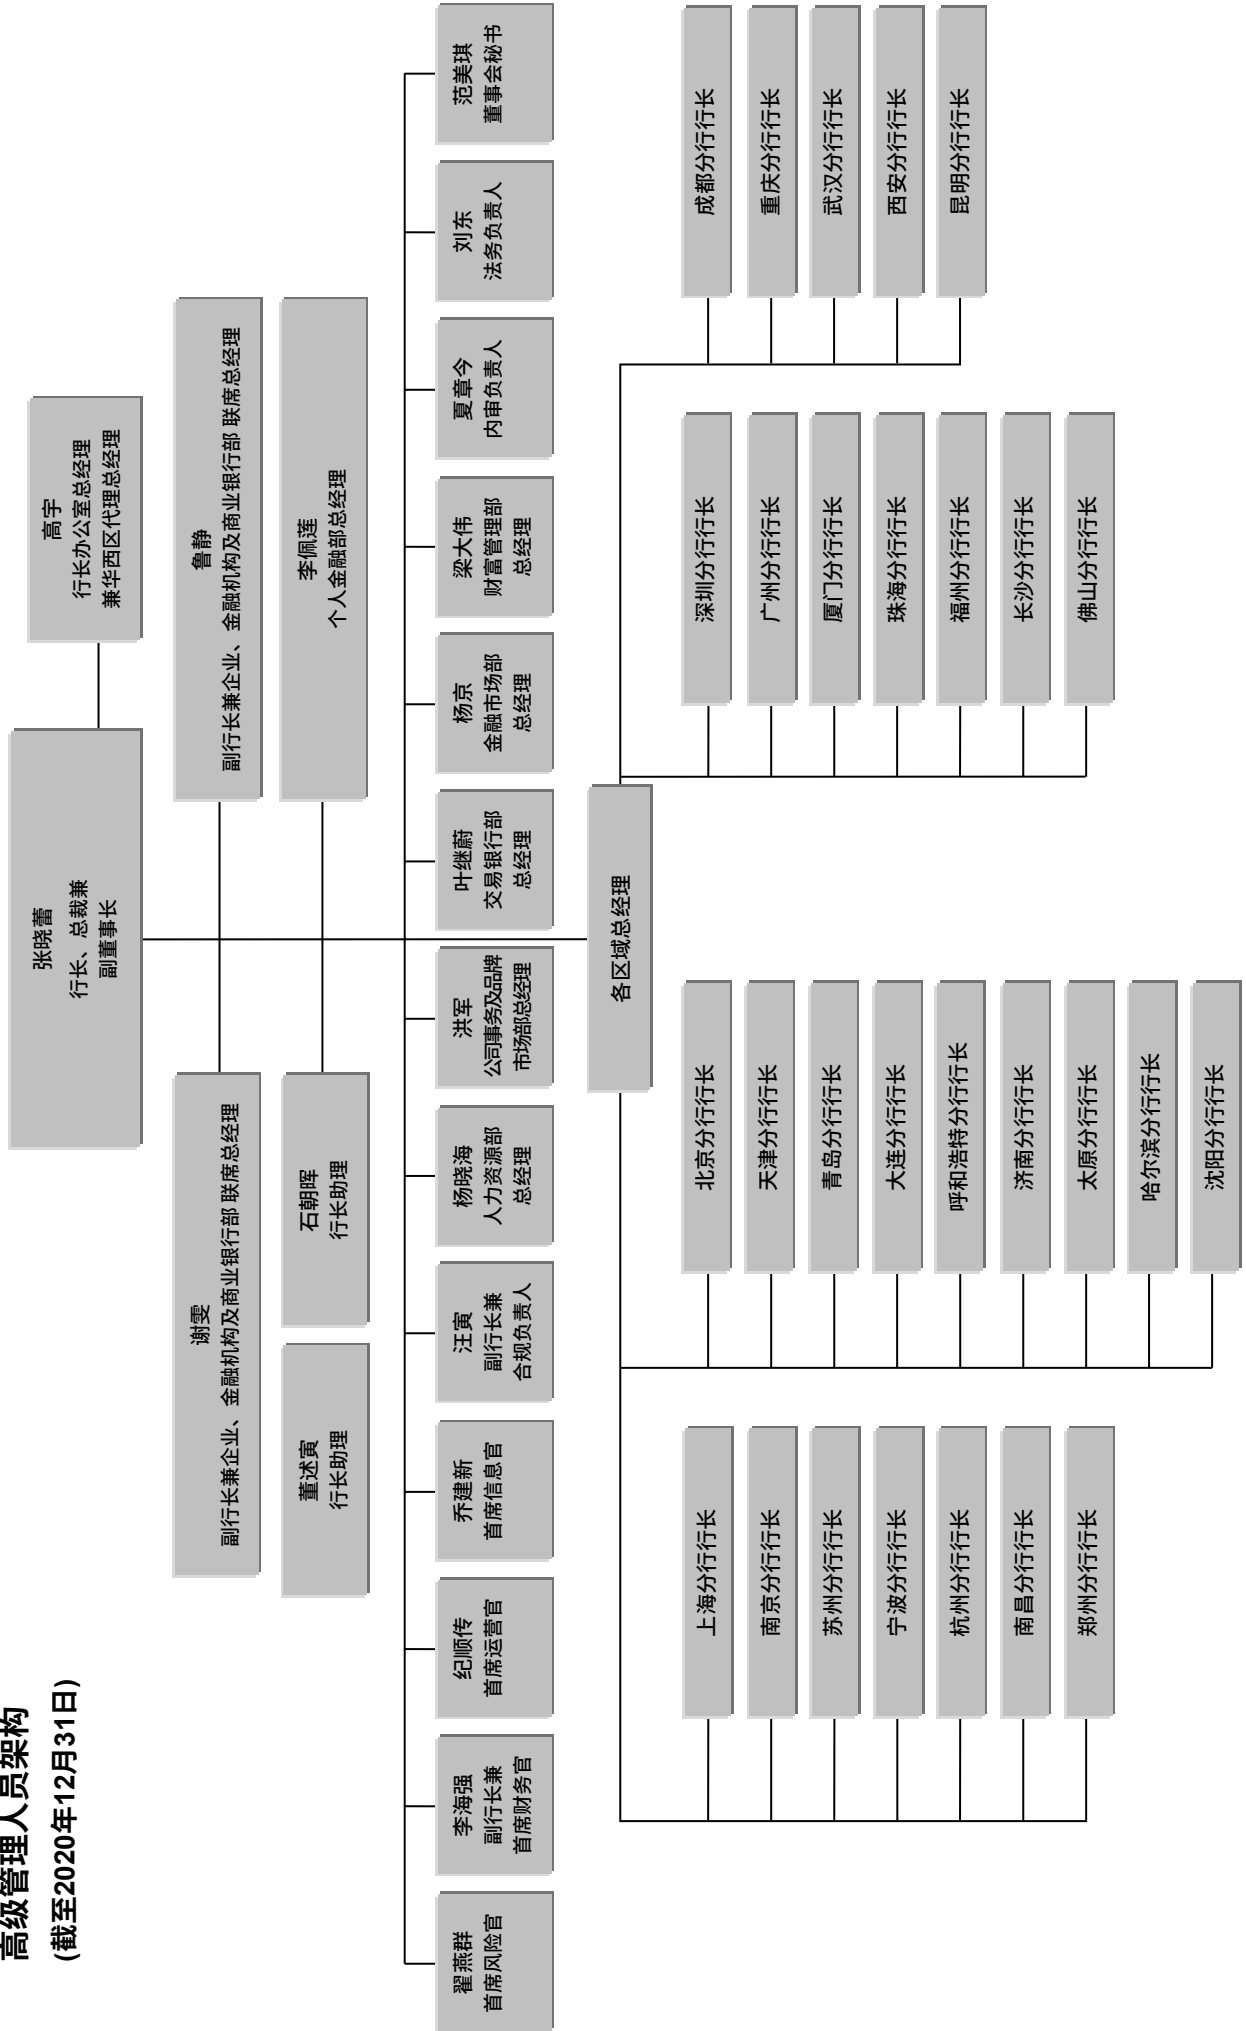 高级管理人员架构
(截至2020年12月31日)
张晓蕾
行长、总裁兼
副董事长
高宇
行长办公室总经理
兼华西区代理总经理
谢雯
副行长兼企业、金融机构及商业银行部 联席总经理
鲁静
副行长兼企业、金融机构及商业银行部 联席总经理
董述寅
行长助理
石朝晖
行长助理
李佩莲
个人金融部总经理
翟燕群
首席风险官
李海强
副行长兼
首席财务官
纪顺传
首席运营官
乔建新
首席信息官
汪寅
副行长兼
合规负责人
杨晓海
人力资源部
总经理
洪军
公司事务及品牌
市场部总经理
叶继蔚
交易银行部
总经理
杨京
金融市场部
总经理
梁大伟
财富管理部
总经理
夏章今
内审负责人
刘东
法务负责人
范美琪
董事会秘书
各区域总经理
上海分行行长
南京分行行长
苏州分行行长
宁波分行行长
杭州分行行长
南昌分行行长
郑州分行行长
北京分行行长
天津分行行长
青岛分行行长
大连分行行长
呼和浩特分行行长
济南分行行长
太原分行行长
哈尔滨分行行长
沈阳分行行长
深圳分行行长
广州分行行长
厦门分行行长
珠海分行行长
福州分行行长
长沙分行行长
佛山分行行长
成都分行行长
重庆分行行长
武汉分行行长
西安分行行长
昆明分行行长